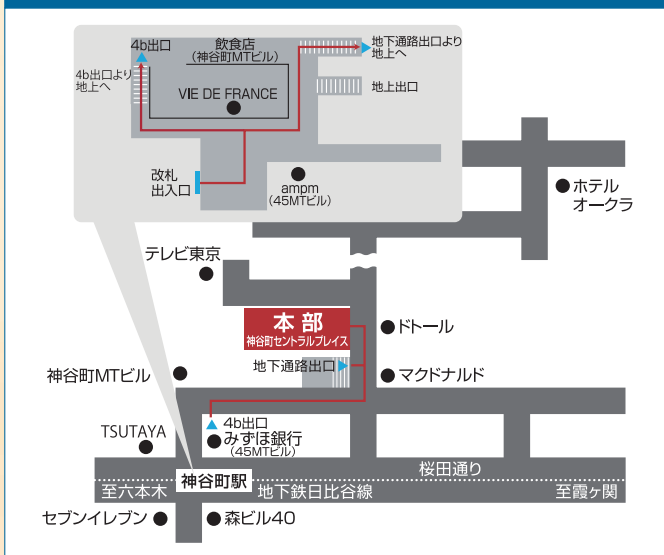 4b出口
飲食店
(神谷町MTビル)
地下通路出口より
地上へ
4b出口より
地上へ
VIE DE FRANCE
地上出口
改札
出入口
ampm
(45MTビル)
ホテル
オークラ
テレビ東京
本部
神谷町セントラルプレイス
ドトール
地下通路出口
神谷町MTビル
マクドナルド
4b出口
TSUTAYA
みずほ銀行
(45MTビル)
桜田通り
神谷町駅
至六本木
地下鉄日比谷線
至霞ヶ関
セブンイレブン
森ビル40